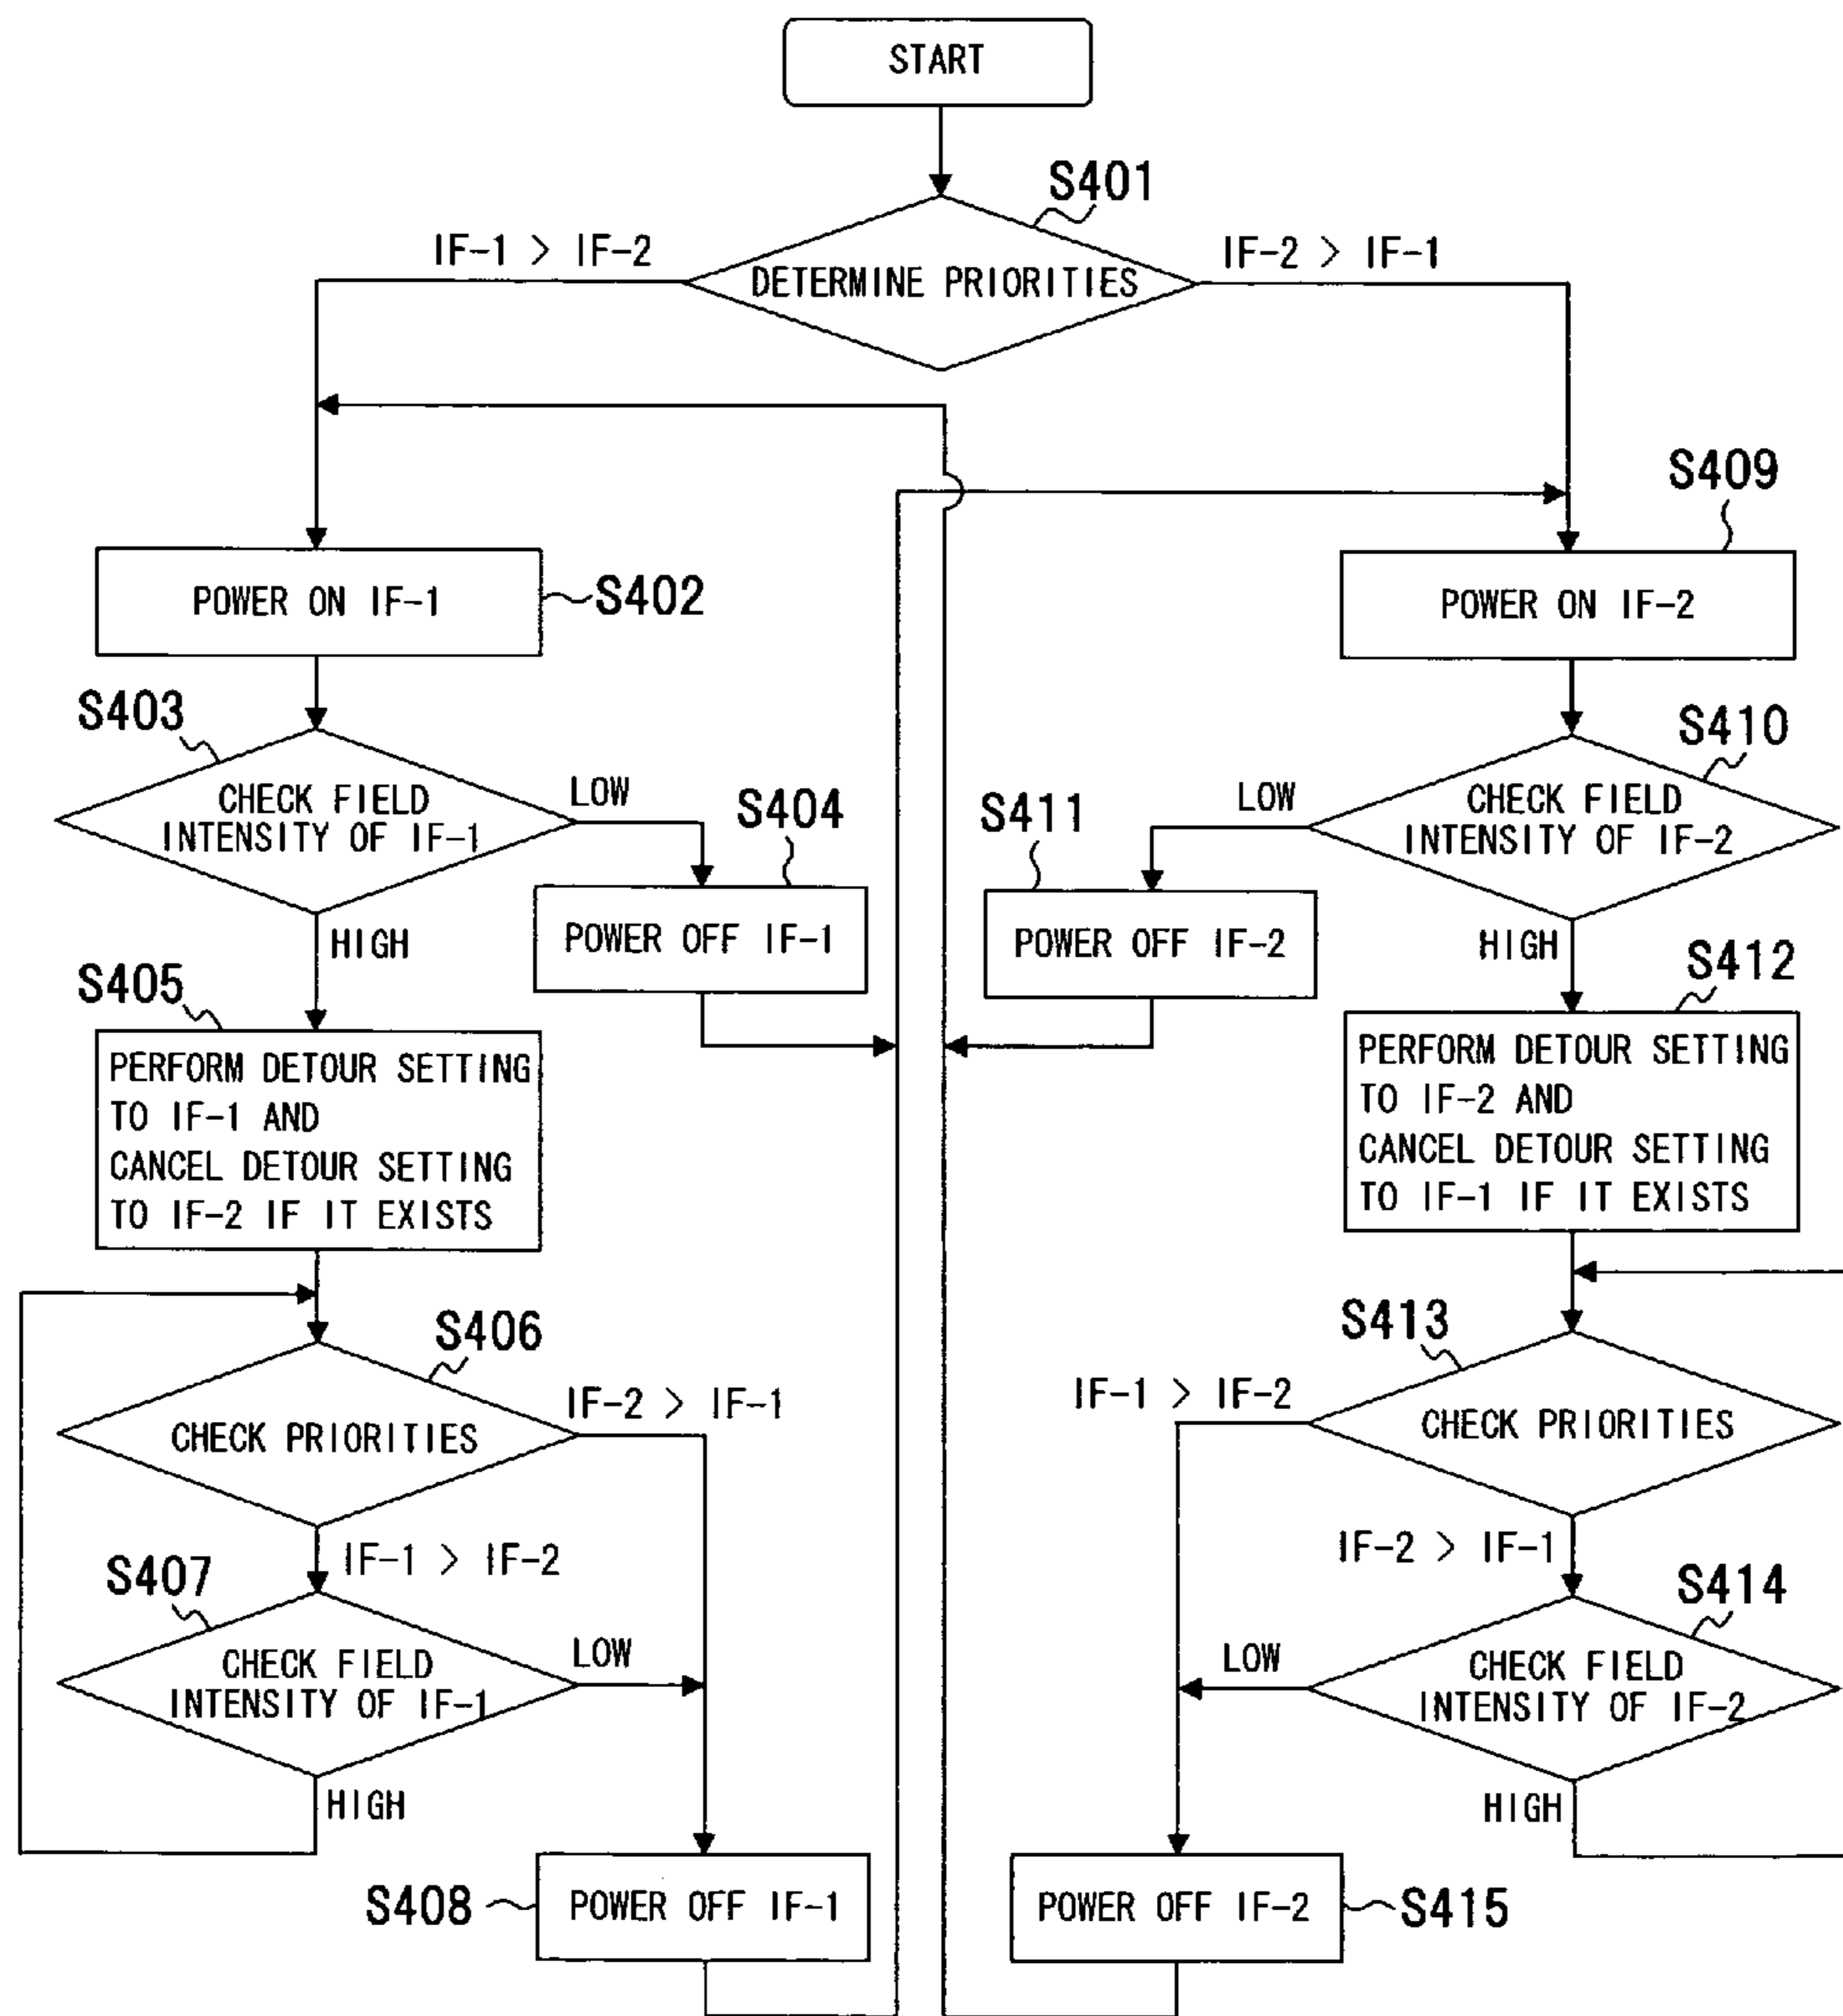 START
S401
IF-1 > IF-2
IF-2 > IF-1
DETERMINE PRIORITIES
S409
POWER ON IF-1
S402
POWER ON IF-2
S403
S410
CHECK FIELD
INTENSITY OF IF-1
LOW
S404
S411
LOW
CHECK FIELD
INTENSITY OF IF-2
POWER OFF IF-1
POWER OFF IF-2
HIGH
HIGH
S405
S412
PERFORM DETOUR SETTING
TO IF-1 AND
CANCEL DETOUR SETTING
TO IF-2 IF IT EXISTS
PERFORM DETOUR SETTING
TO IF-2 AND
CANCEL DETOUR SETTING
TO IF-1 IF IT EXISTS
S406
S413
IF-2 > IF-1
IF-1 > IF-2
CHECK PRIORITIES
CHECK PRIORITIES
IF-1 > IF-2
IF-2 > IF-1
S407
S414
CHECK FIELD
INTENSITY OF IF-1
LOW
LOW
CHECK FIELD
INTENSITY OF IF-2
HIGH
HIGH
S408
POWER OFF IF-1
POWER OFF IF-2
S415